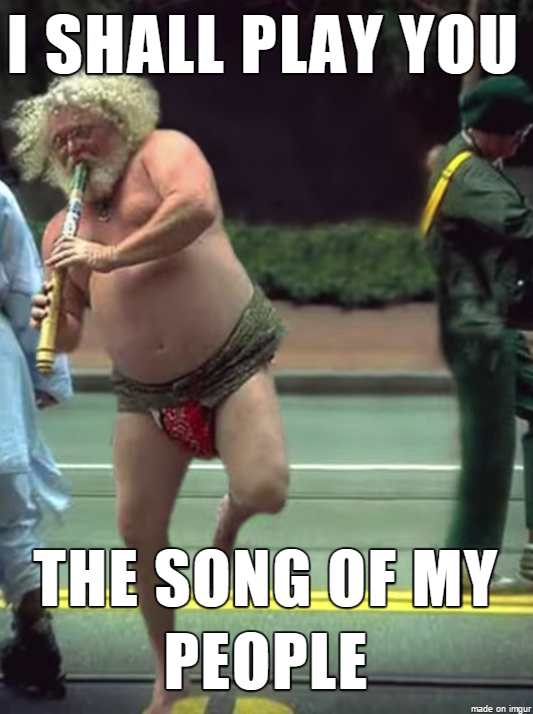 I SHALL PLAY YOU
THE SONG OF MY
PEOPLE
made on imgur